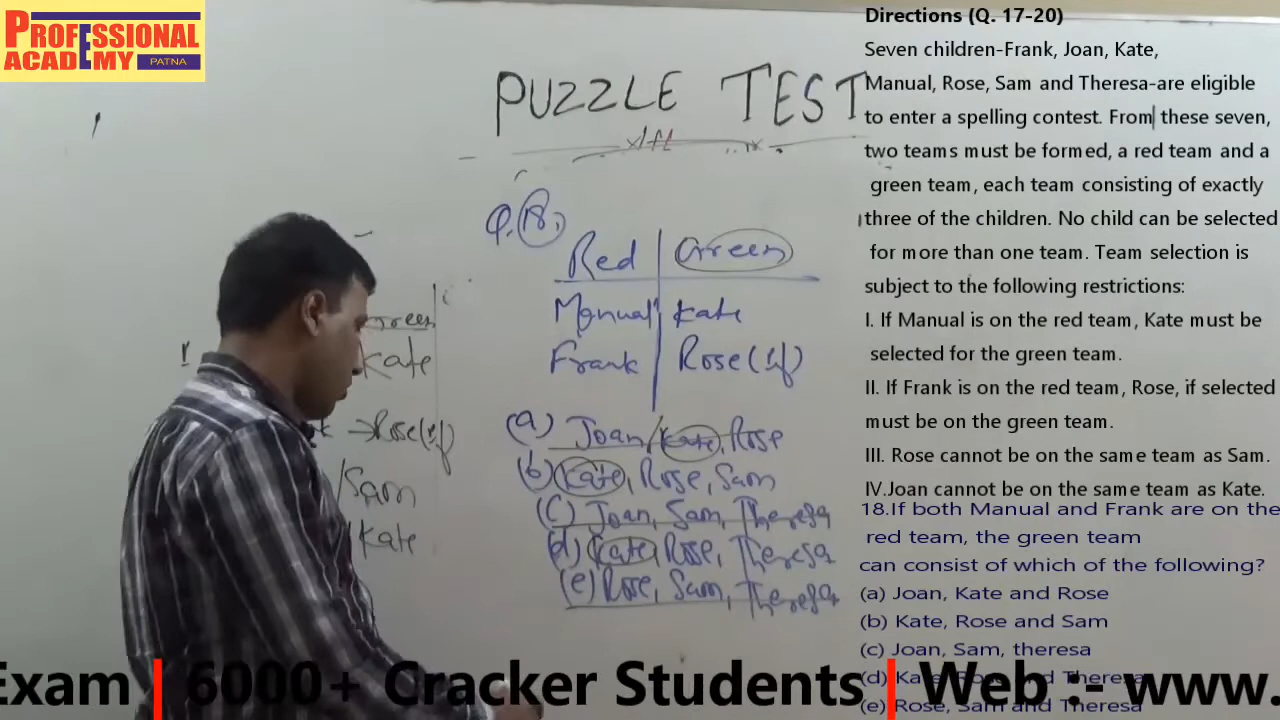 PROFESSIONAL
ACADEMY
PATNA
PUZZLE TEST
Q. 18.
Red | Green
Manual | Kate
Frank | Rose (if)
(a) Joan, Kate, Rose
(b) Kate, Rose, Sam
(c) Joan, Sam, Theresa
(d) Kate, Rose, Theresa
(e) Rose, Sam, Theresa
Green
Kate
→Rose(if)
/Sam
/Kate
Directions (Q. 17-20)
Seven children-Frank, Joan, Kate,
Manual, Rose, Sam and Theresa-are eligible
to enter a spelling contest. From these seven,
two teams must be formed, a red team and a
green team, each team consisting of exactly
three of the children. No child can be selected
for more than one team. Team selection is
subject to the following restrictions:
I. If Manual is on the red team, Kate must be
selected for the green team.
II. If Frank is on the red team, Rose, if selected
must be on the green team.
III. Rose cannot be on the same team as Sam.
IV.Joan cannot be on the same team as Kate.
18.If both Manual and Frank are on the
red team, the green team
can consist of which of the following?
(a) Joan, Kate and Rose
(b) Kate, Rose and Sam
(c) Joan, Sam, theresa
(d) Kate, Rose and Theresa
(e) Rose, Sam and Theresa
Exam | 6000+ Cracker Students | Web :- www.